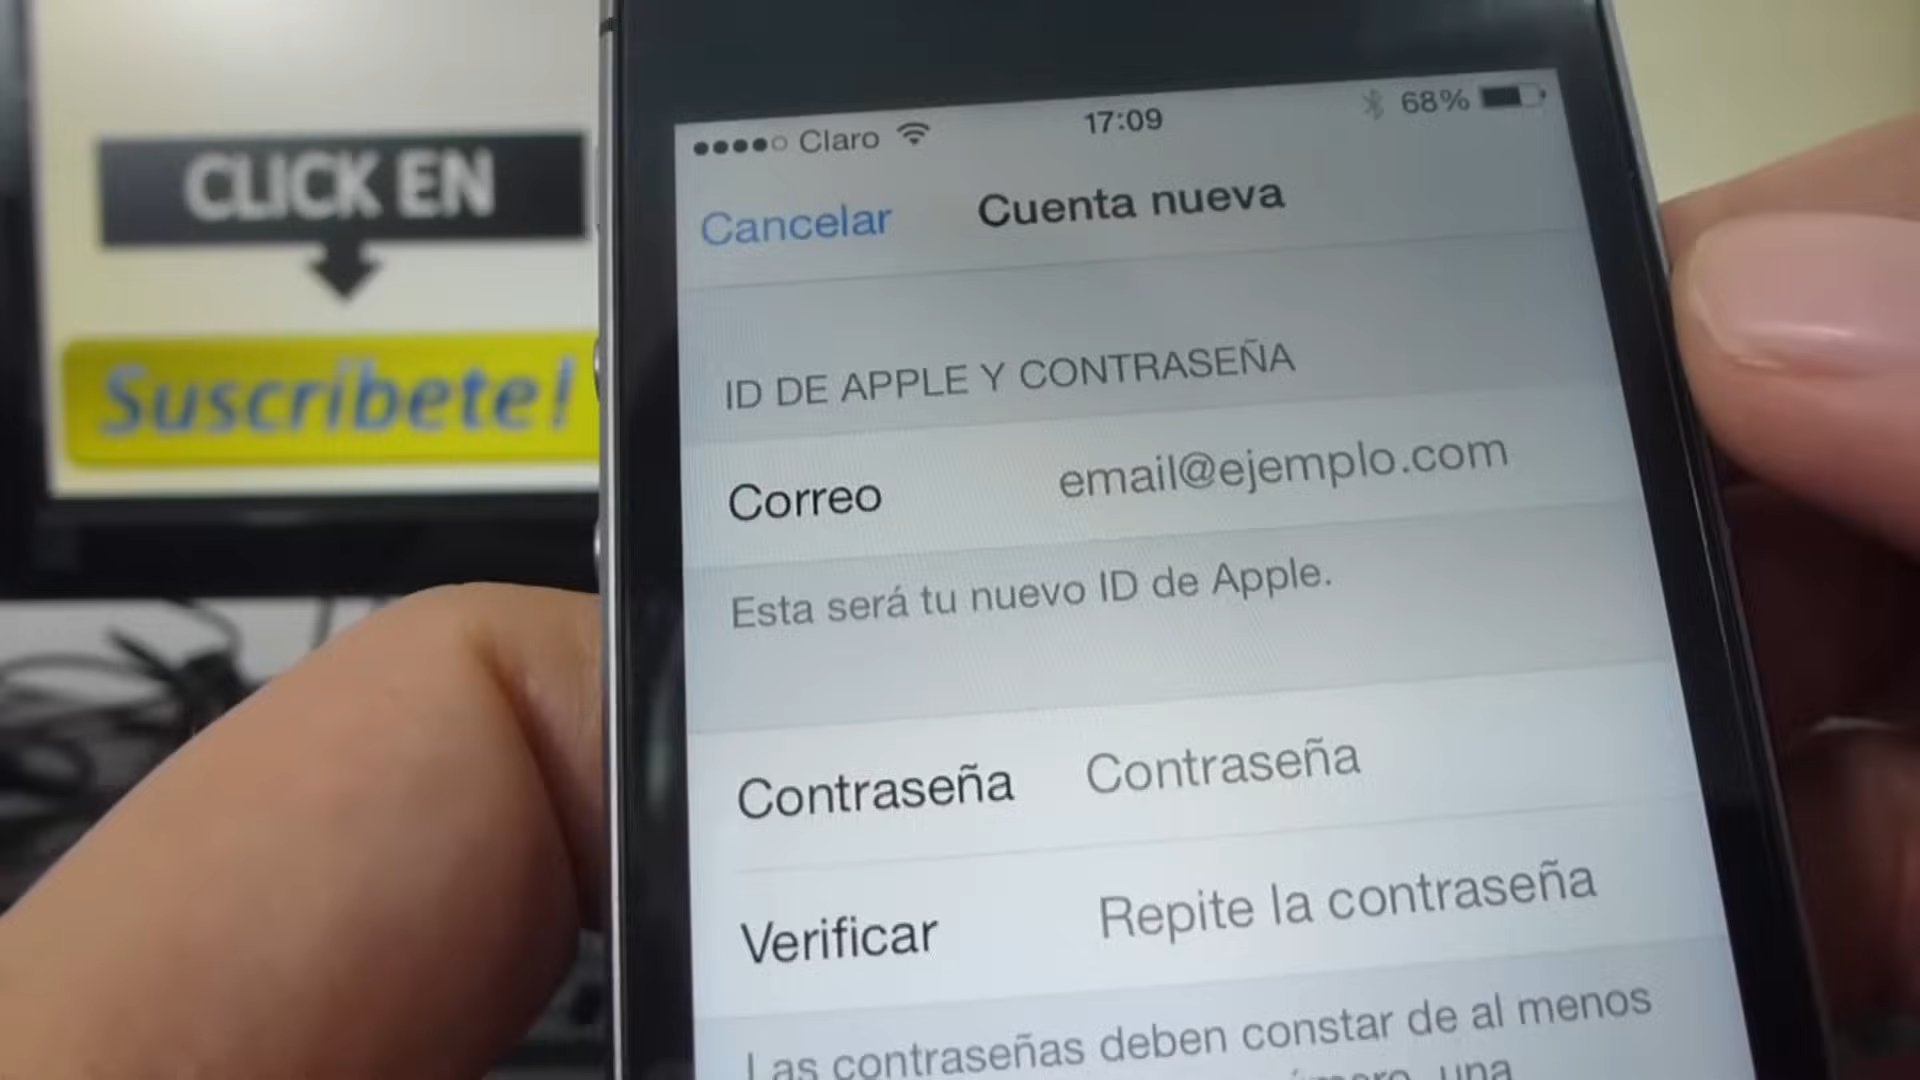 CLICK EN
Suscríbete!
Claro 17:09 68%
Cancelar Cuenta nueva
ID DE APPLE Y CONTRASEÑA
Correo email@ejemplo.com
Esta será tu nuevo ID de Apple.
Contraseña Contraseña
Verificar Repite la contraseña
Las contraseñas deben constar de al menos
una